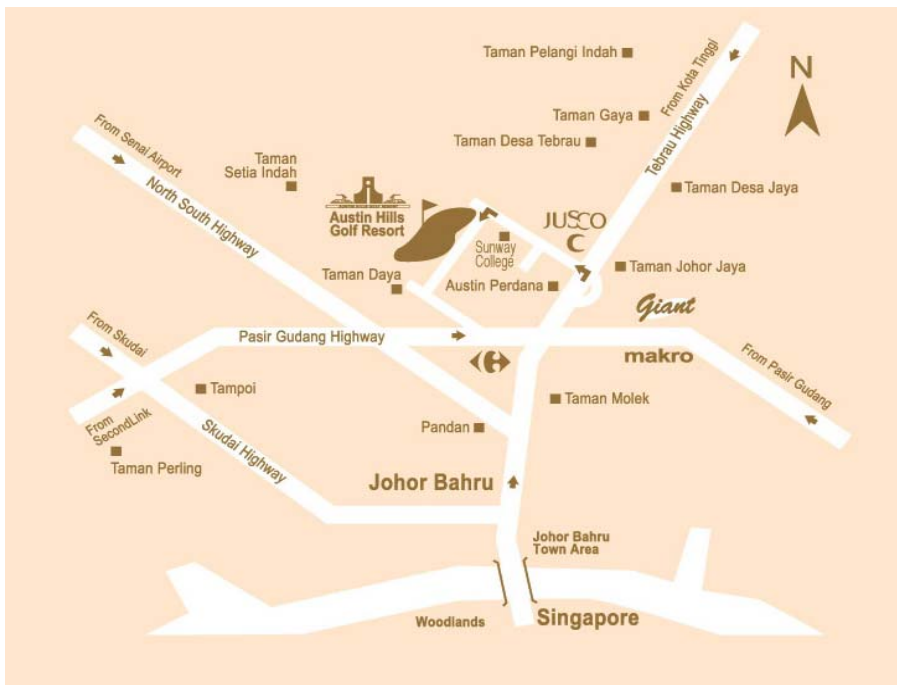 Taman Pelangi Indah
From Kota Tinggi
N
Taman Gaya
Tebrau Highway
Taman Desa Tebrau
From Senai Airport
Taman
Setia Indah
North South Highway
Taman Desa Jaya
Austin Hills
Golf Resort
JUSCO
C
Sunway
College
Taman Daya
Austin Perdana
Taman Johor Jaya
Giant
From Skudai
Pasir Gudang Highway
makro
From Pasir Gudang
Tampoi
Taman Molek
From
SecondLink
Skudai Highway
Pandan
Taman Perling
Johor Bahru
Johor Bahru
Town Area
Woodlands
Singapore